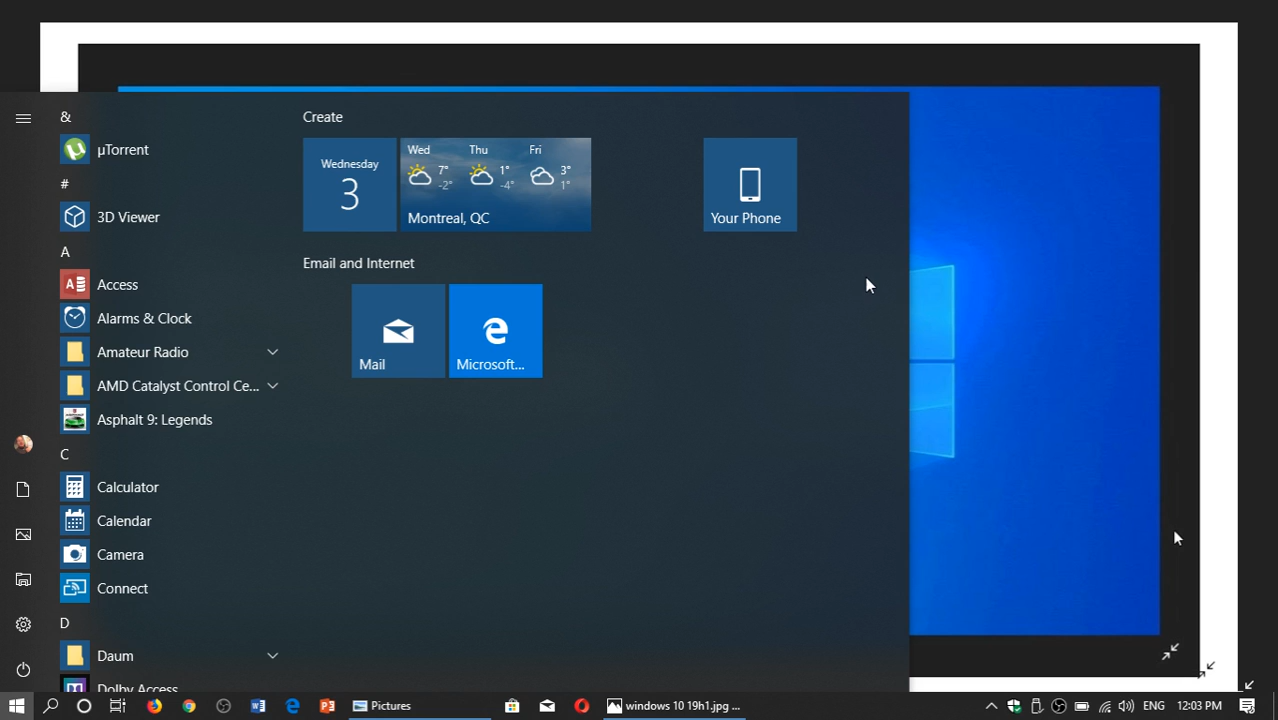 &
µTorrent
#
3D Viewer
A
Access
Alarms & Clock
Amateur Radio
AMD Catalyst Control Ce...
Asphalt 9: Legends
C
Calculator
Calendar
Camera
Connect
D
Daum
Dolby Access
Create
Wednesday
3
Wed Thu Fri
7° 1° 3°
-2° -4° 1°
Montreal, QC
Your Phone
Email and Internet
Mail
Microsoft...
Pictures
windows 10 19h1.jpg ...
ENG
12:03 PM